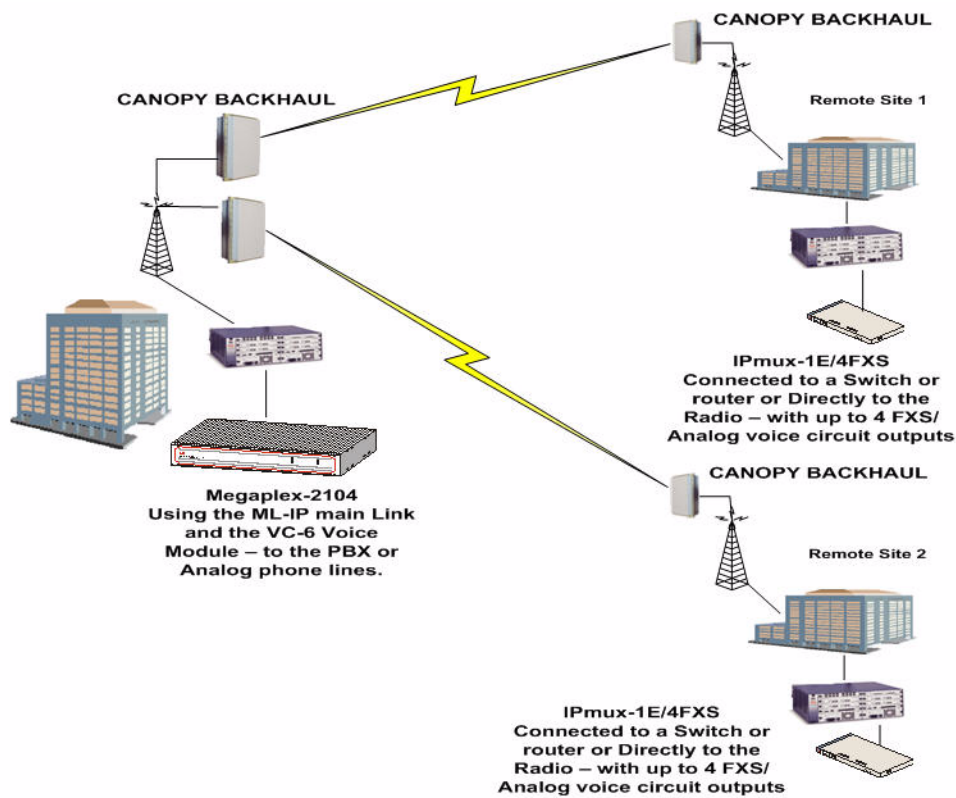 CANOPY BACKHAUL
CANOPY BACKHAUL
Remote Site 1
IPmux-1E/4FXS
Connected to a Switch or
router or Directly to the
Radio – with up to 4 FXS/
Analog voice circuit outputs
Megaplex-2104
Using the ML-IP main Link
and the VC-6 Voice
Module – to the PBX or
Analog phone lines.
CANOPY BACKHAUL
Remote Site 2
IPmux-1E/4FXS
Connected to a Switch or
router or Directly to the
Radio – with up to 4 FXS/
Analog voice circuit outputs